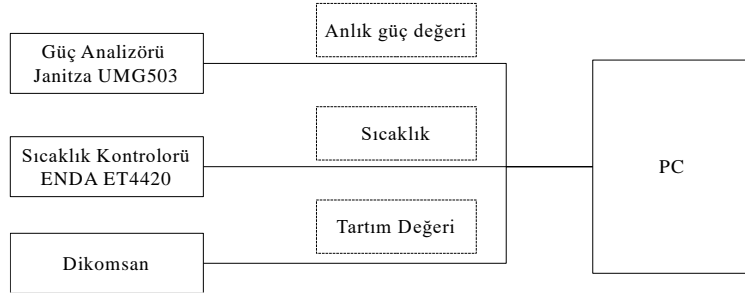 Anlık güç değeri
Güç Analizörü
Janitza UMG503
Sıcaklık
Sıcaklık Kontrolorü
ENDA ET4420
PC
Tartım Değeri
Dikomsan